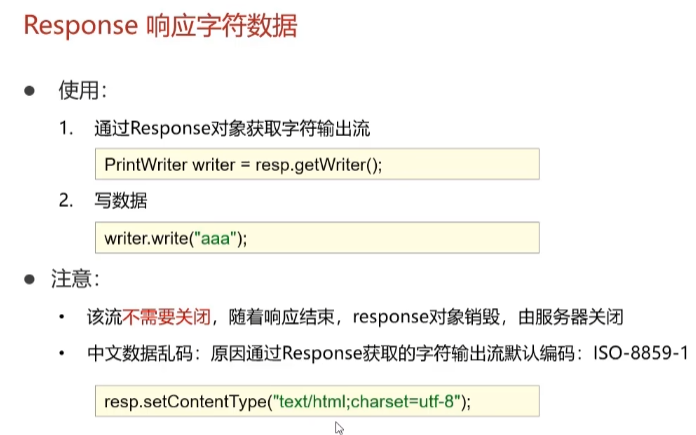 Response 响应字符数据
● 使用：
1. 通过Response对象获取字符输出流
PrintWriter writer = resp.getWriter();
2. 写数据
writer.write("aaa");
● 注意：
• 该流不需要关闭，随着响应结束，response对象销毁，由服务器关闭
• 中文数据乱码：原因通过Response获取的字符输出流默认编码：ISO-8859-1
resp.setContentType("text/html;charset=utf-8");